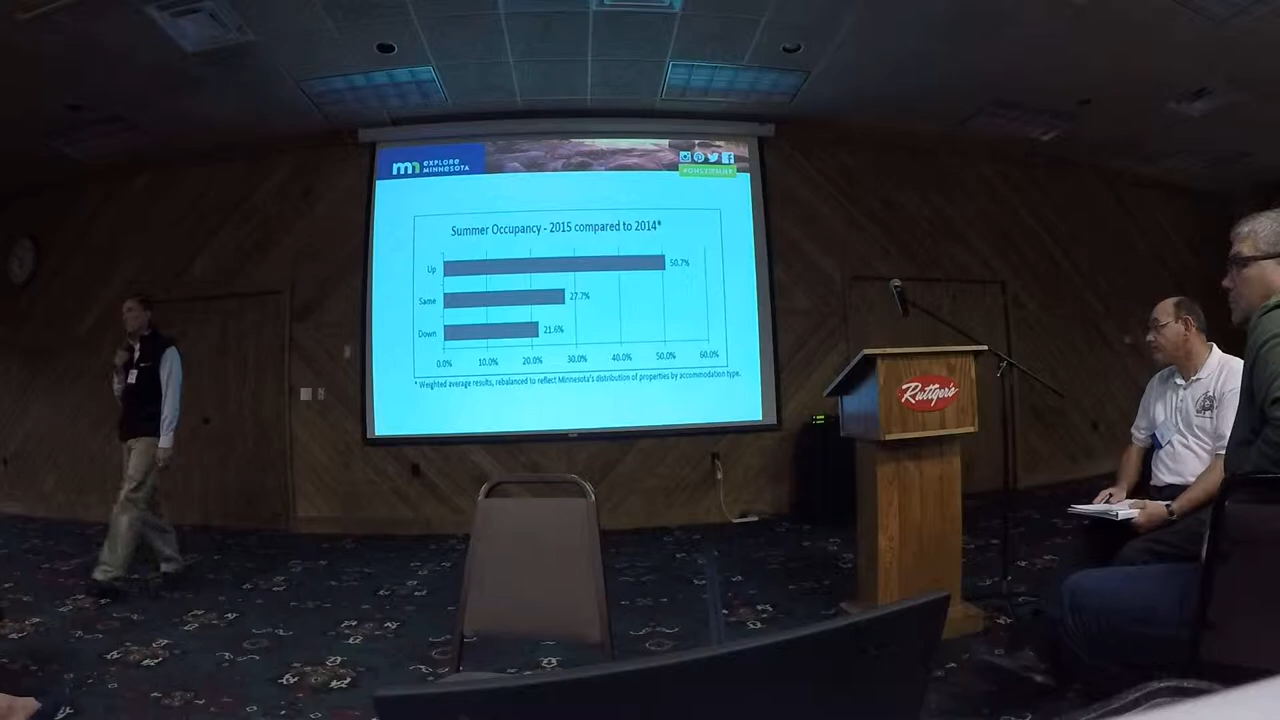 mn EXPLORE
MINNESOTA
Summer Occupancy - 2015 compared to 2014*
Up
50.7%
Same
27.7%
Down
21.6%
0.0% 10.0% 20.0% 30.0% 40.0% 50.0% 60.0%
* Weighted average results, rebalanced to reflect Minnesota's distribution of properties by accommodation type.
Ruttger's